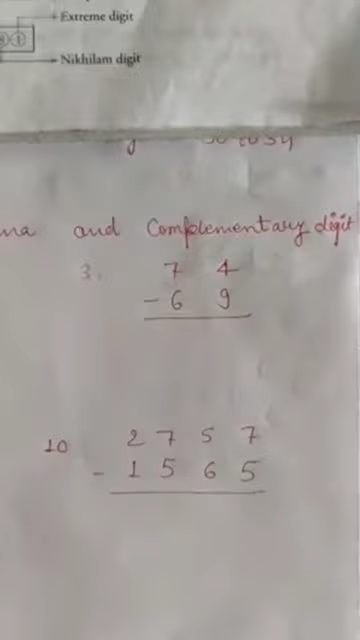 Extreme digit
Nikhilam digit
and Complementary digit
3. 7 4
- 6 9
10 2 7 5 7
- 1 5 6 5